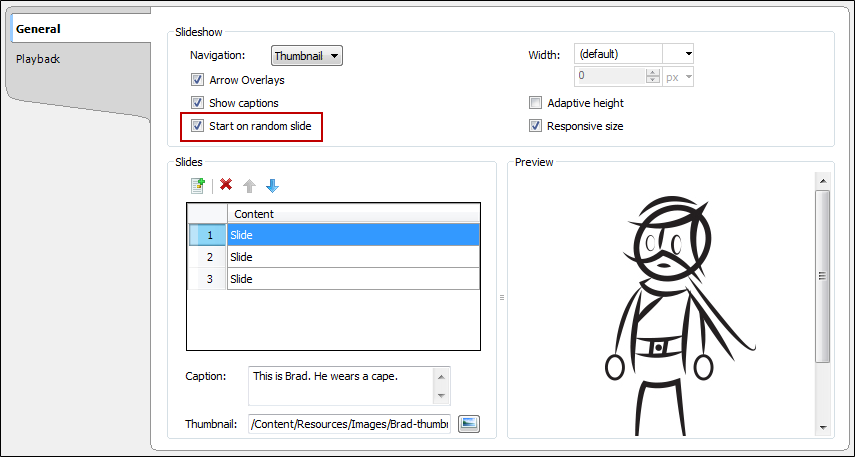 General
Playback
Slideshow
Navigation: Thumbnail
Width: (default)
0 px
Arrow Overlays
Show captions
Adaptive height
Start on random slide
Responsive size
Slides
Content
1 Slide
2 Slide
3 Slide
Caption: This is Brad. He wears a cape.
Thumbnail: /Content/Resources/Images/Brad-thumbn
Preview